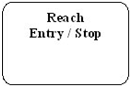 Reach
Entry / Stop